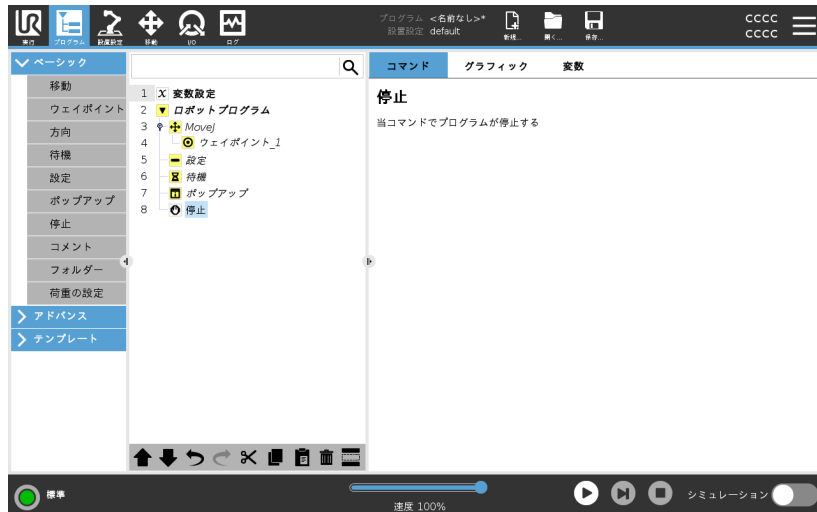 UR
実行
プログラム
設置設定
移動
I/O
ログ
プログラム <名前なし>*
設置設定 default
新規...
開く...
保存...
CCCC
CCCC
ベーシック
移動
ウェイポイント
方向
待機
設定
ポップアップ
停止
コメント
フォルダー
荷重の設定
アドバンス
テンプレート
1 X 変数設定
2 ロボットプログラム
3 MoveJ
4 ウェイポイント_1
5 設定
6 待機
7 ポップアップ
8 停止
コマンド グラフィック 変数
停止
当コマンドでプログラムが停止する
標準
速度 100%
シミュレーション